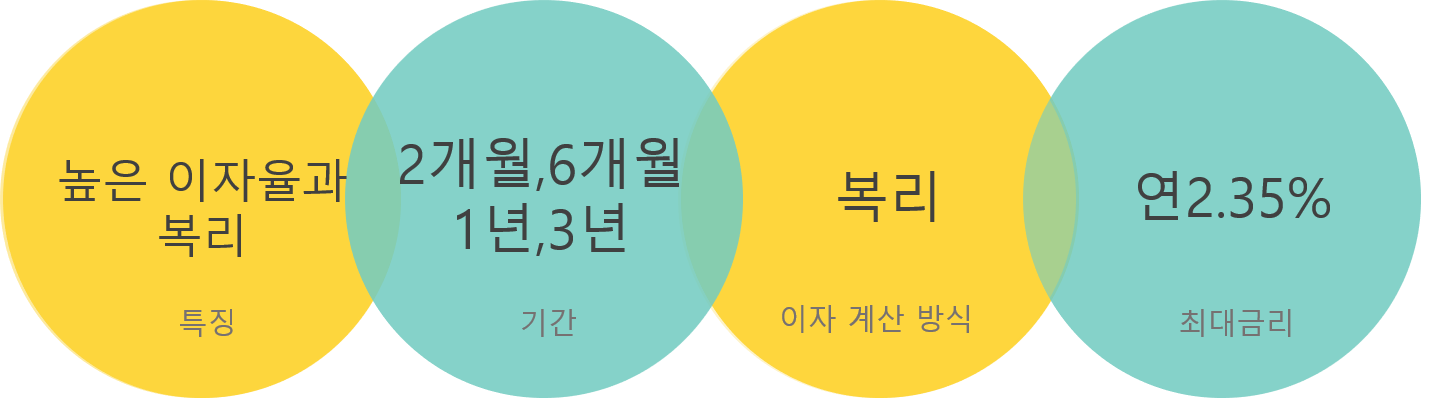 높은 이자율과
복리
특징
2개월,6개월
1년,3년
기간
복리
이자 계산 방식
연2.35%
최대금리